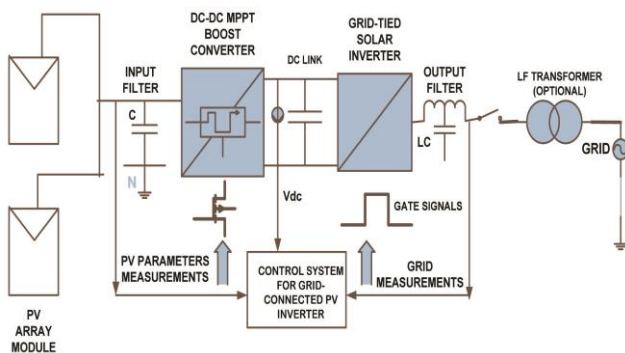 DC-DC MPPT
BOOST
CONVERTER
GRID-TIED
SOLAR
INVERTER
INPUT
FILTER
DC LINK
OUTPUT
FILTER
LF TRANSFORMER
(OPTIONAL)
C
LC
GRID
N
Vdc
GATE SIGNALS
PV PARAMETERS
MEASUREMENTS
CONTROL SYSTEM
FOR GRID-
CONNECTED PV
INVERTER
GRID
MEASUREMENTS
PV
ARRAY
MODULE